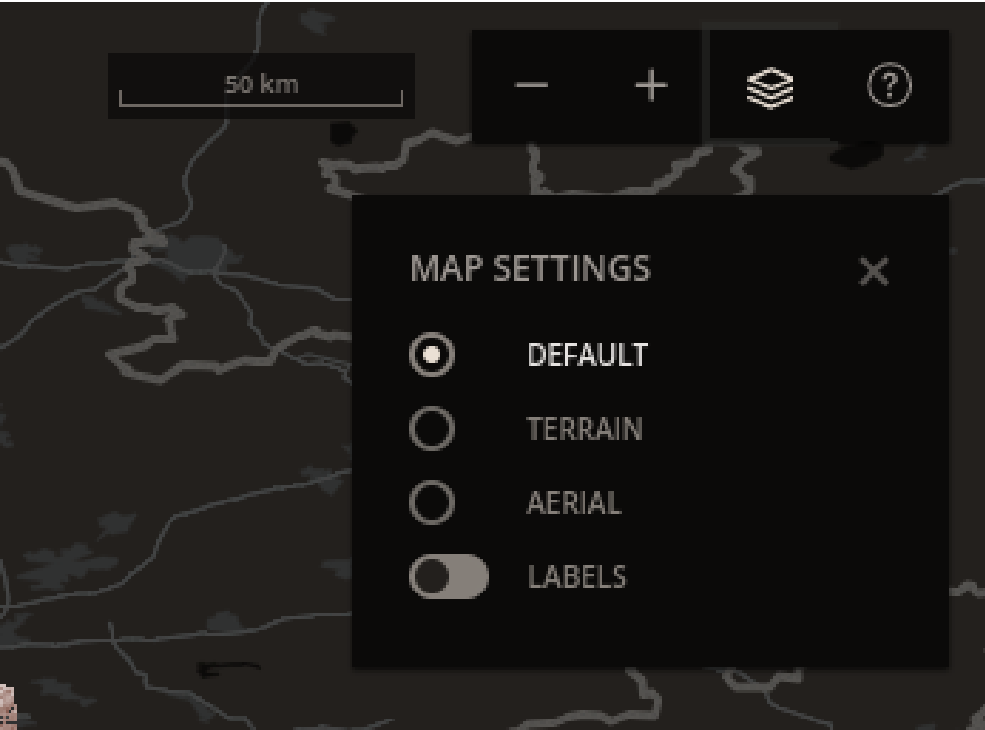 50 km
MAP SETTINGS
DEFAULT
TERRAIN
AERIAL
LABELS